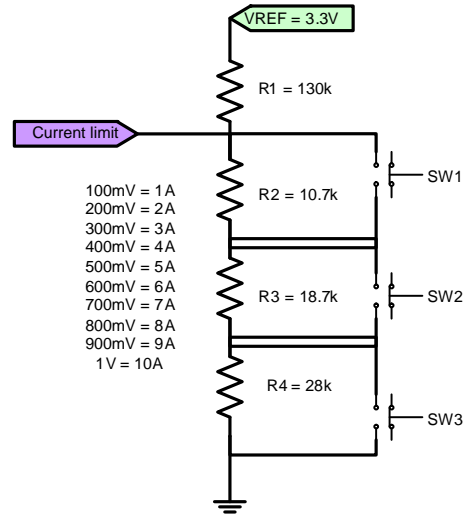 VREF = 3.3V
R1 = 130k
Current limit
R2 = 10.7k
SW1
100mV = 1A
200mV = 2A
300mV = 3A
400mV = 4A
500mV = 5A
600mV = 6A
700mV = 7A
800mV = 8A
900mV = 9A
1V = 10A
R3 = 18.7k
SW2
R4 = 28k
SW3